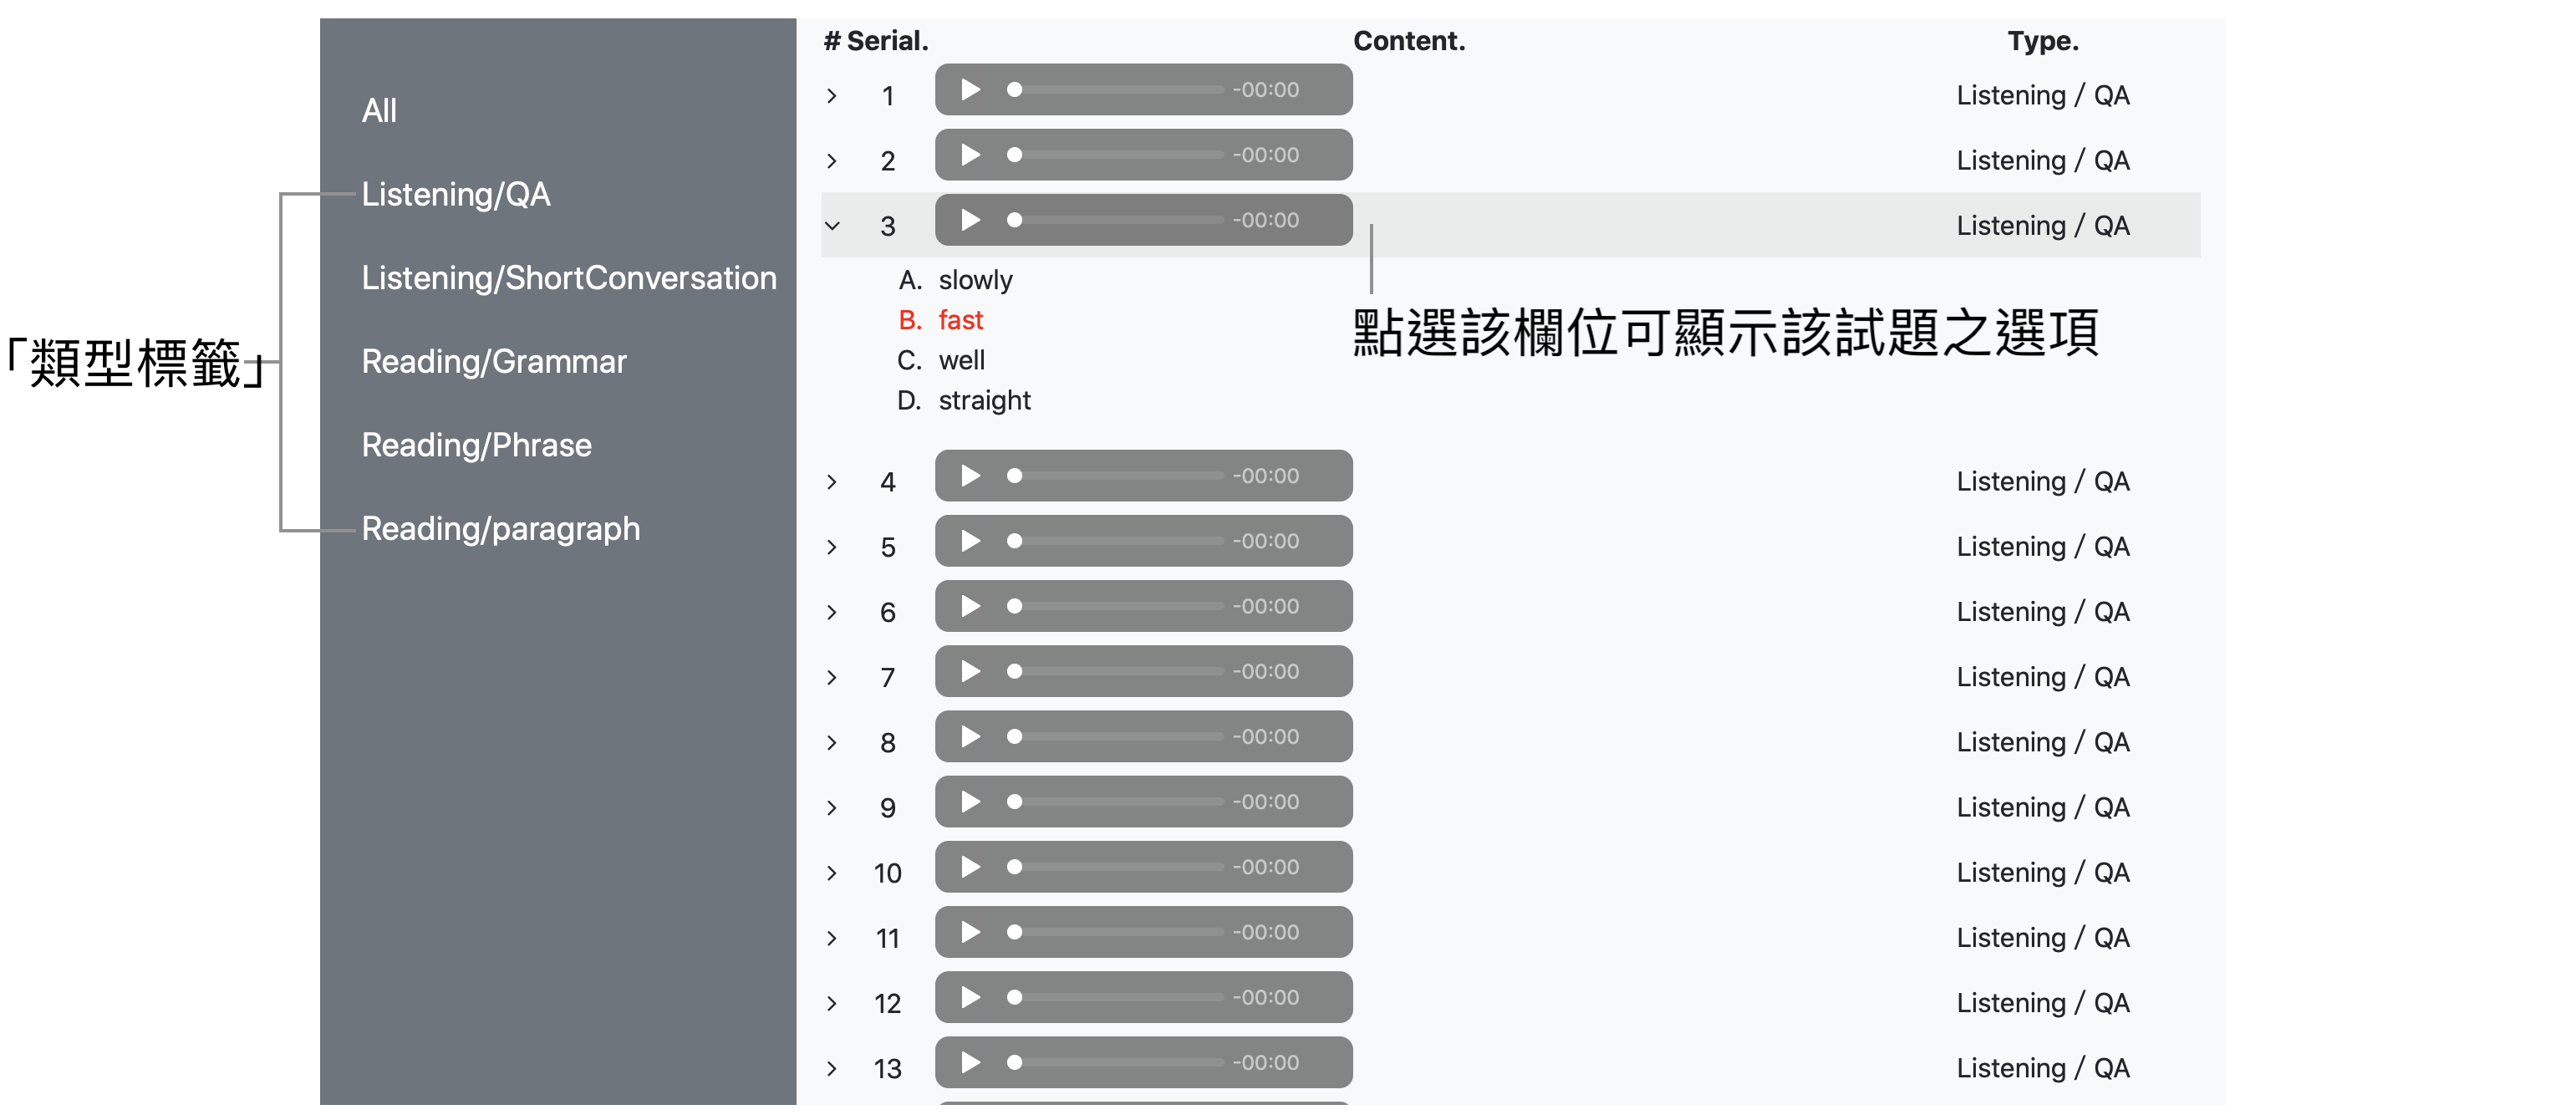 # Serial. Content. Type.
All
Listening/QA
Listening/ShortConversation
Reading/Grammar
Reading/Phrase
Reading/paragraph
「類型標籤」
1 -00:00 Listening / QA
2 -00:00 Listening / QA
3 -00:00 Listening / QA
A. slowly
B. fast
C. well
D. straight
點選該欄位可顯示該試題之選項
4 -00:00 Listening / QA
5 -00:00 Listening / QA
6 -00:00 Listening / QA
7 -00:00 Listening / QA
8 -00:00 Listening / QA
9 -00:00 Listening / QA
10 -00:00 Listening / QA
11 -00:00 Listening / QA
12 -00:00 Listening / QA
13 -00:00 Listening / QA